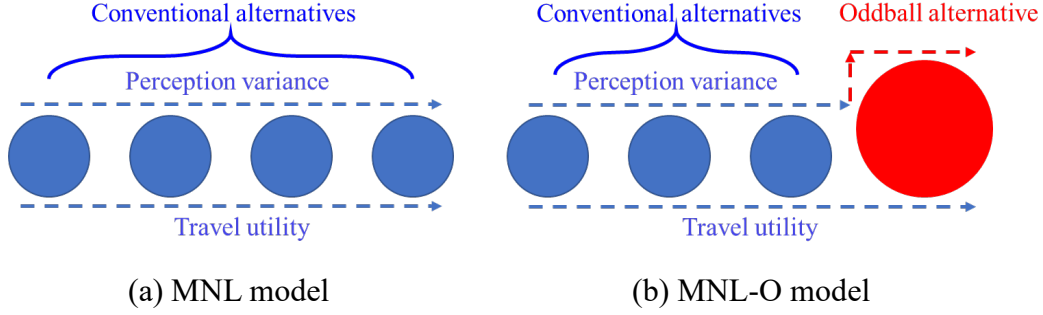 Conventional alternatives
Perception variance
Travel utility
(a) MNL model
Conventional alternatives
Oddball alternative
Perception variance
Travel utility
(b) MNL-O model